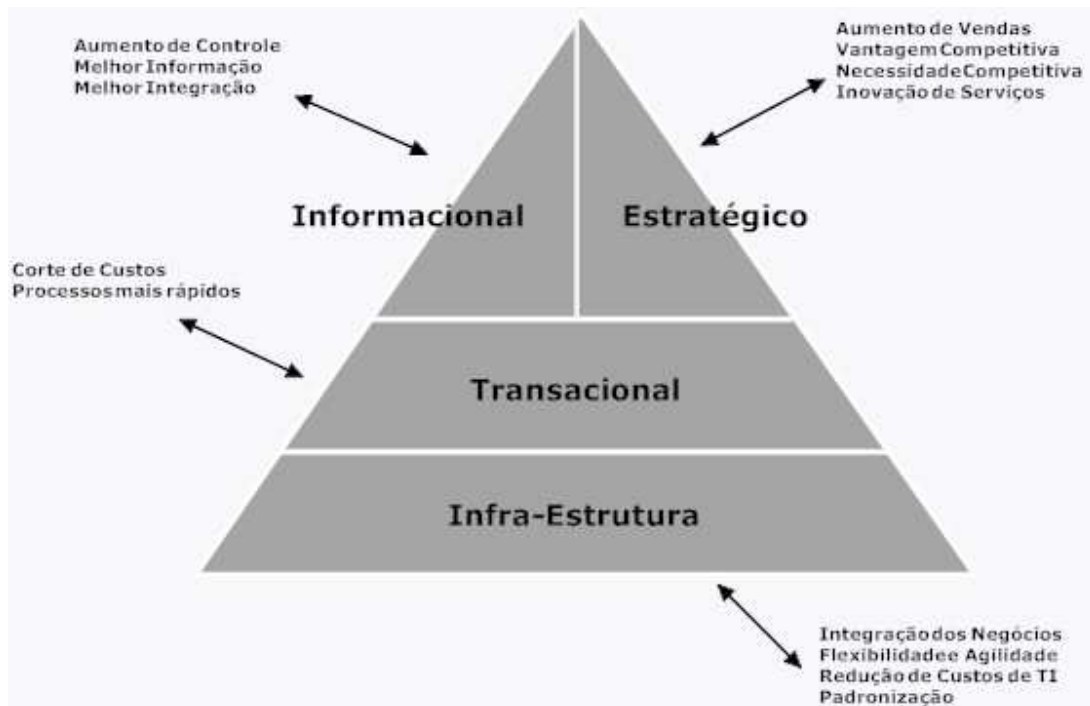 Aumento de Controle
Melhor Informação
Melhor Integração
Aumento de Vendas
Vantagem Competitiva
Necessidade Competitiva
Inovação de Serviços
Informacional
Estratégico
Corte de Custos
Processos mais rápidos
Transacional
Infra-Estrutura
Integração dos Negócios
Flexibilidade e Agilidade
Redução de Custos de TI
Padronização